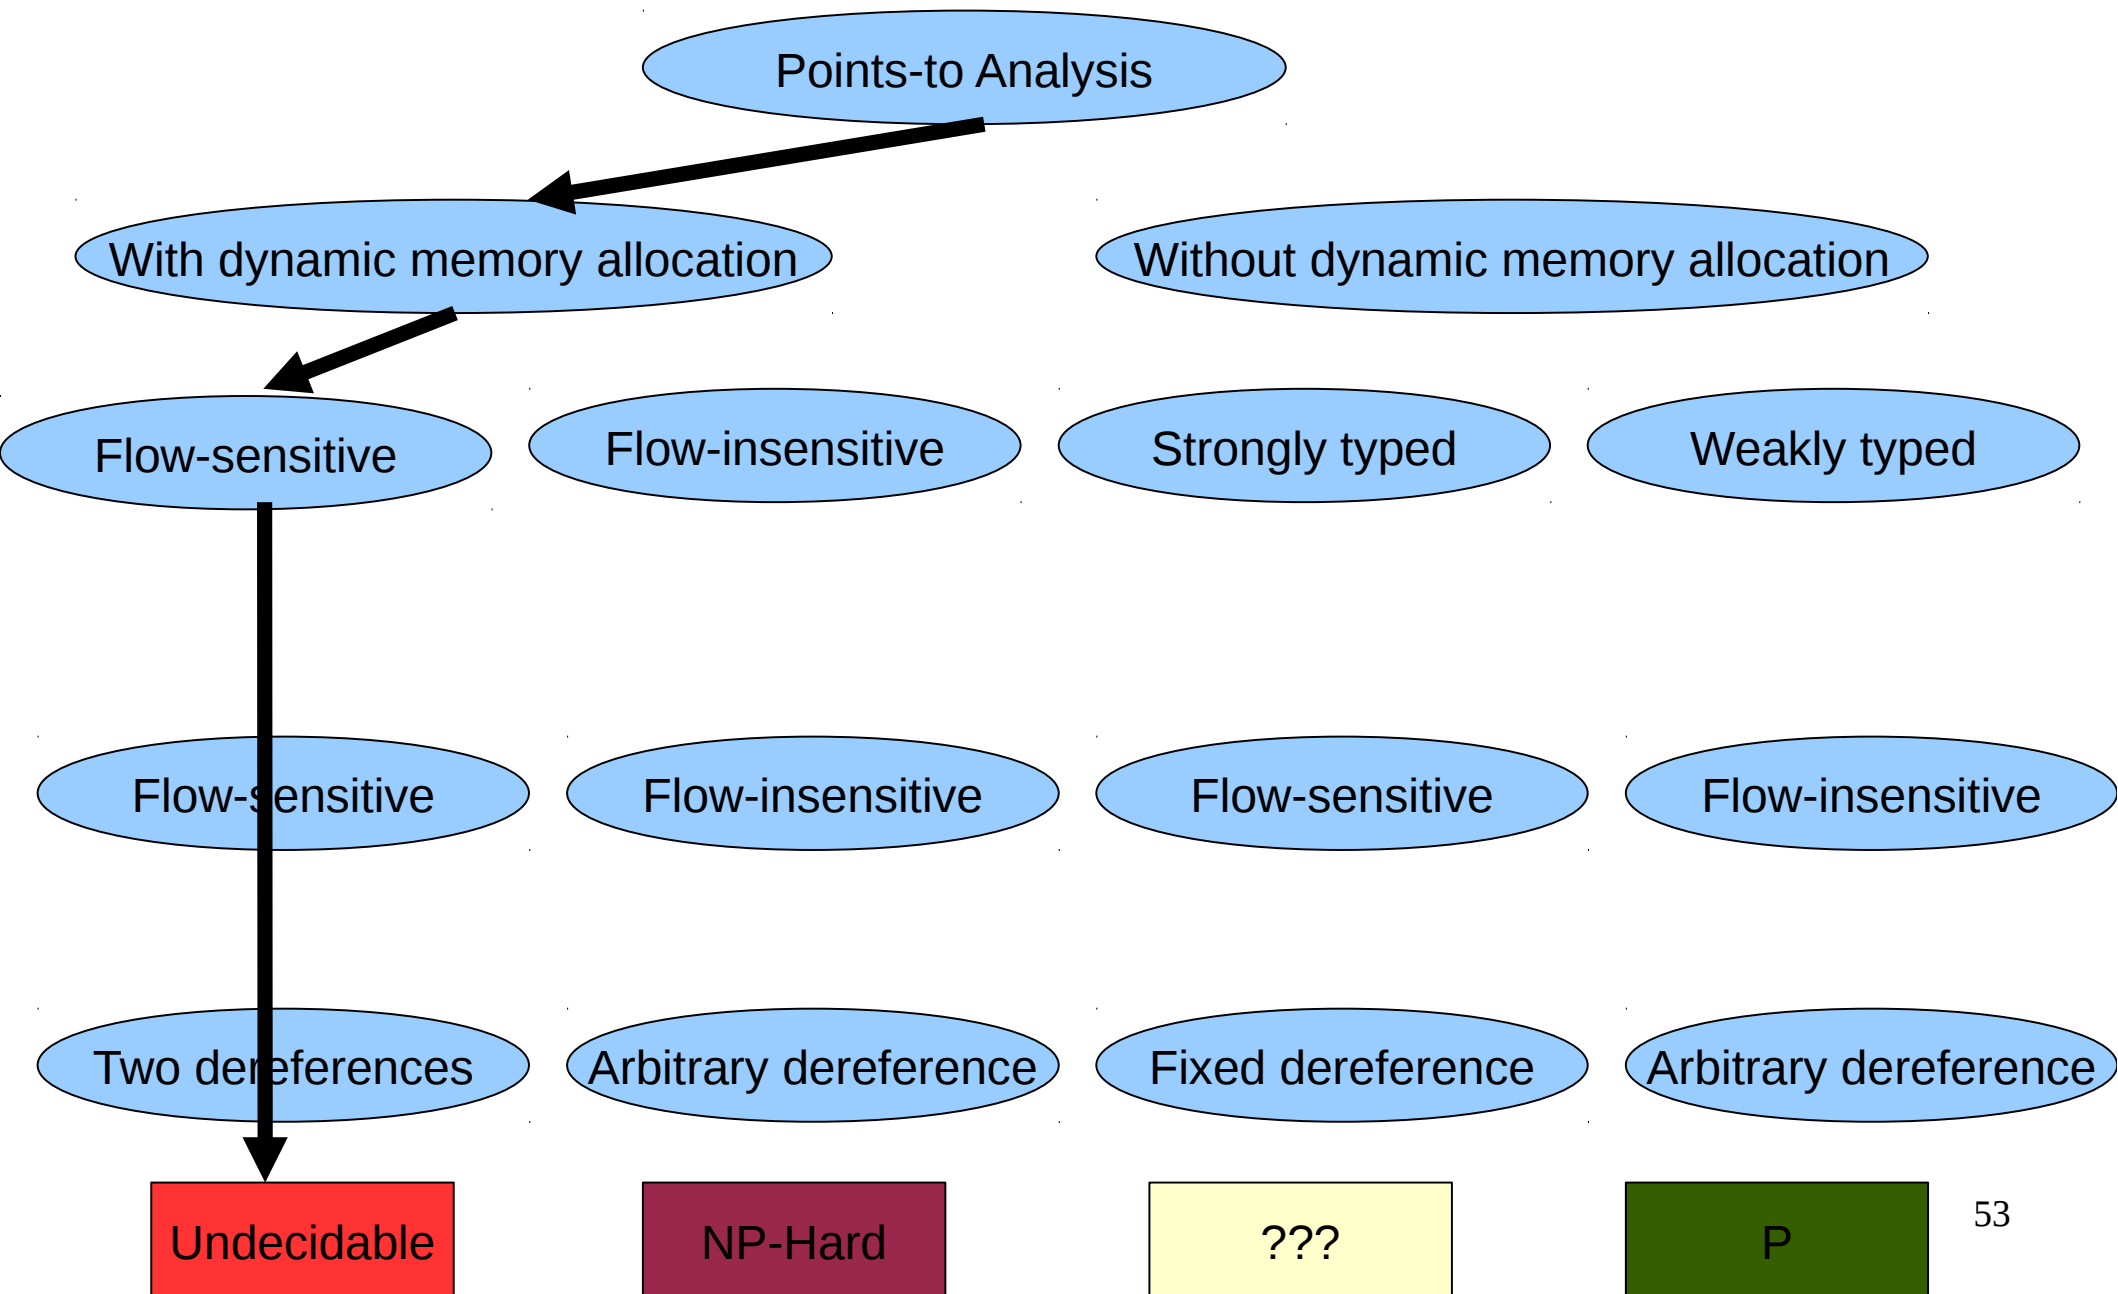 Points-to Analysis
With dynamic memory allocation
Without dynamic memory allocation
Flow-sensitive
Flow-insensitive
Strongly typed
Weakly typed
Flow-sensitive
Flow-insensitive
Flow-sensitive
Flow-insensitive
Two dereferences
Arbitrary dereference
Fixed dereference
Arbitrary dereference
Undecidable
NP-Hard
???
P
53